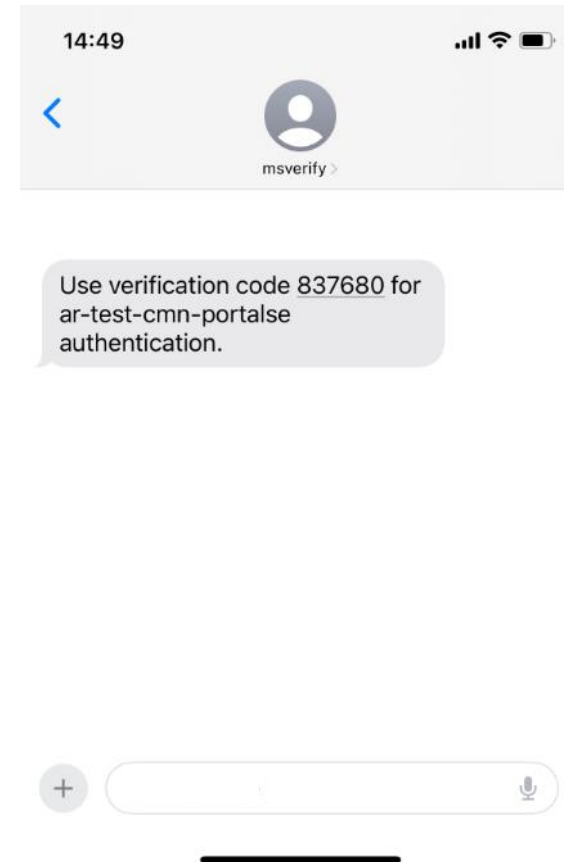 14:49
msverify
Use verification code 837680 for
ar-test-cmn-portalse
authentication.